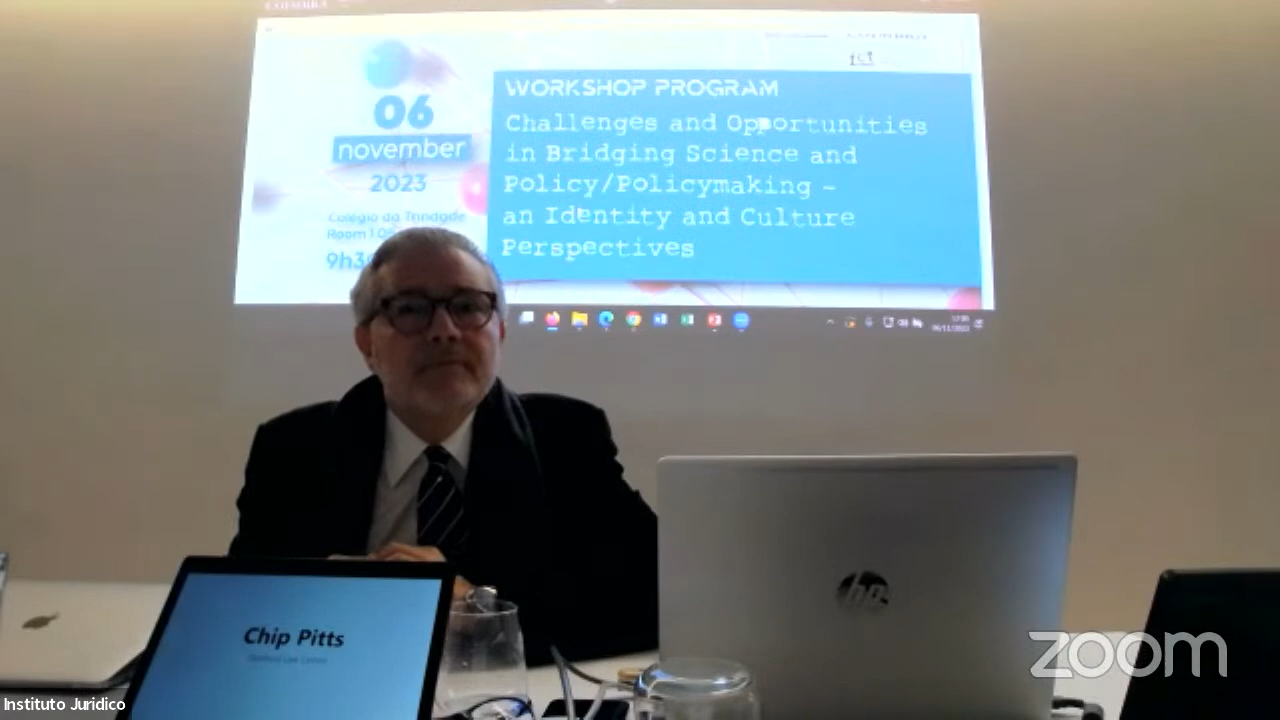 06
november
2023
Colégio da Trindade
9h3
WORKSHOP PROGRAM
Challenges and Opportunities
in Bridging Science and
Policy/Policymaking –
an Identity and Culture
Perspectives
Chip Pitts
hp
zoom
Instituto Juridico